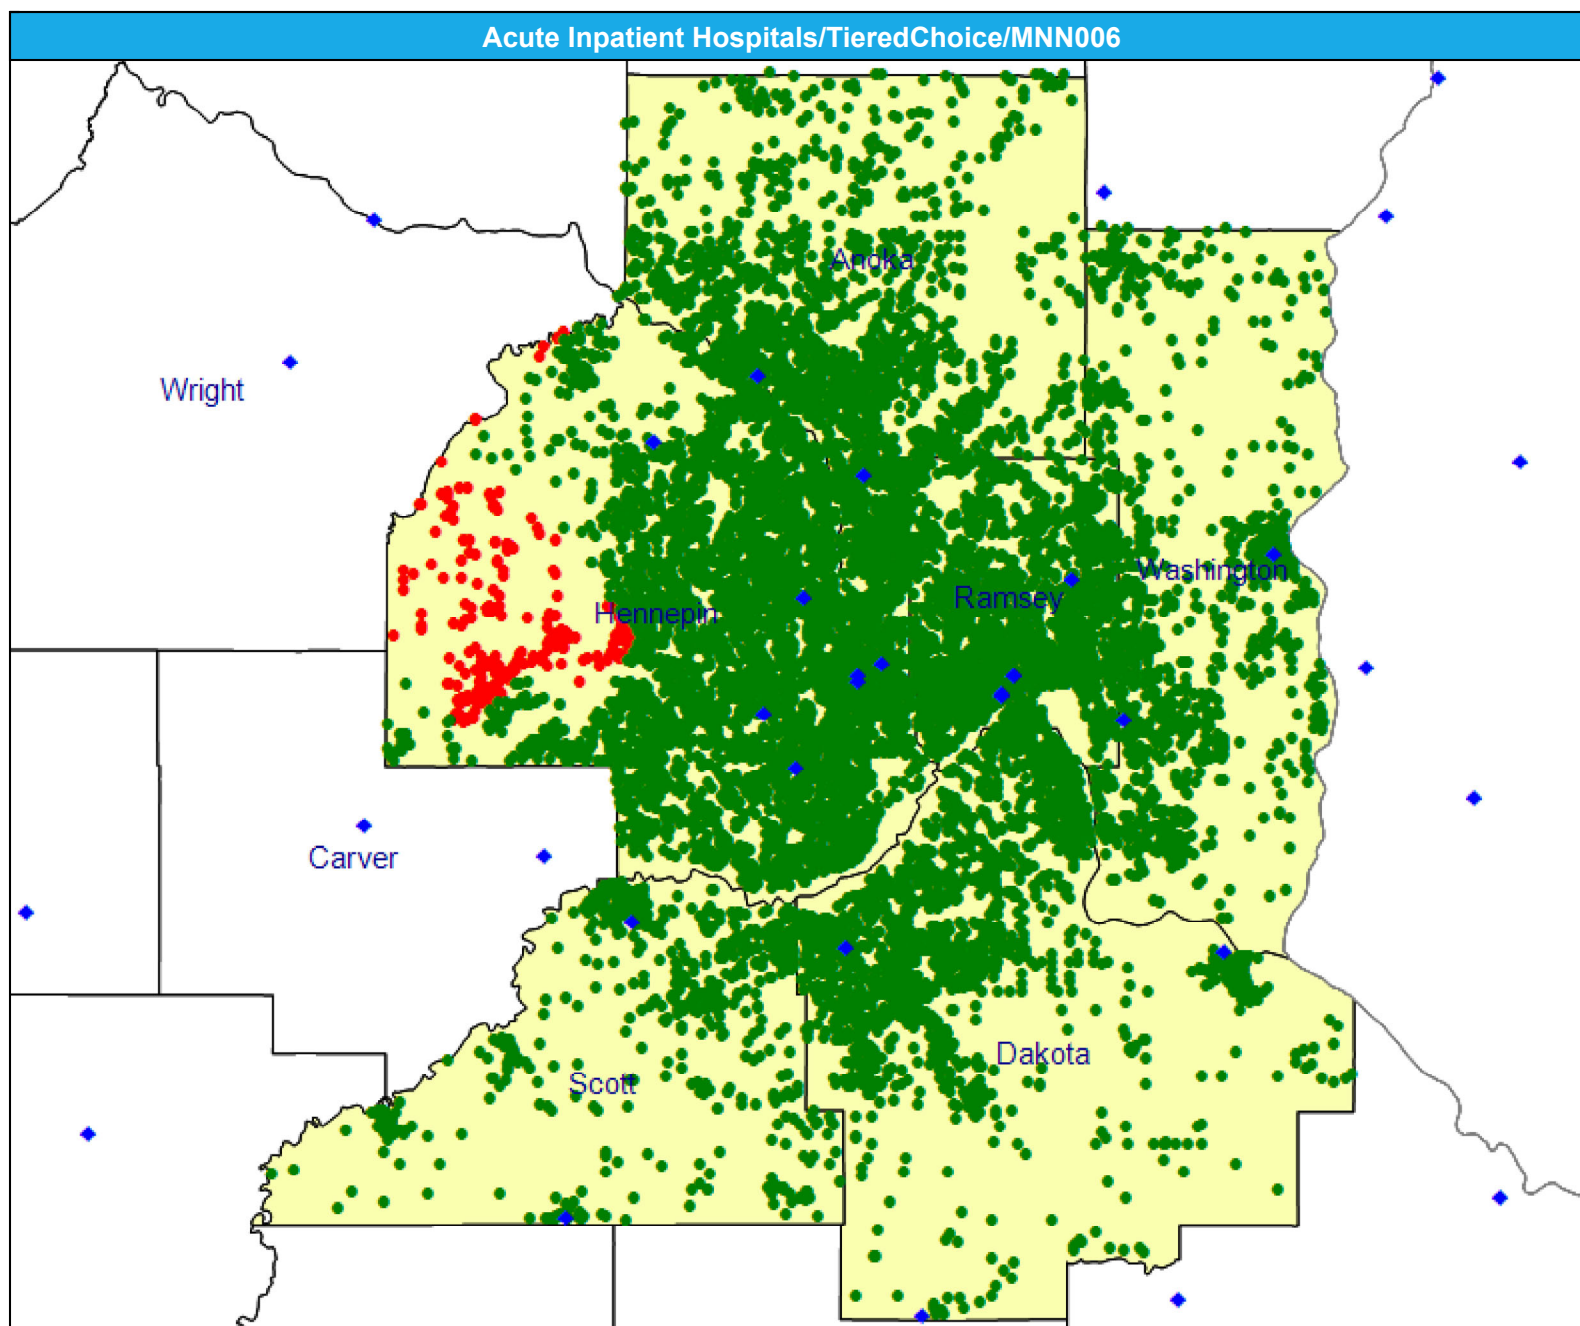 Acute Inpatient Hospitals/TieredChoice/MNN006
Anoka
Wright
Washington
Ramsey
Hennepin
Carver
Dakota
Scott